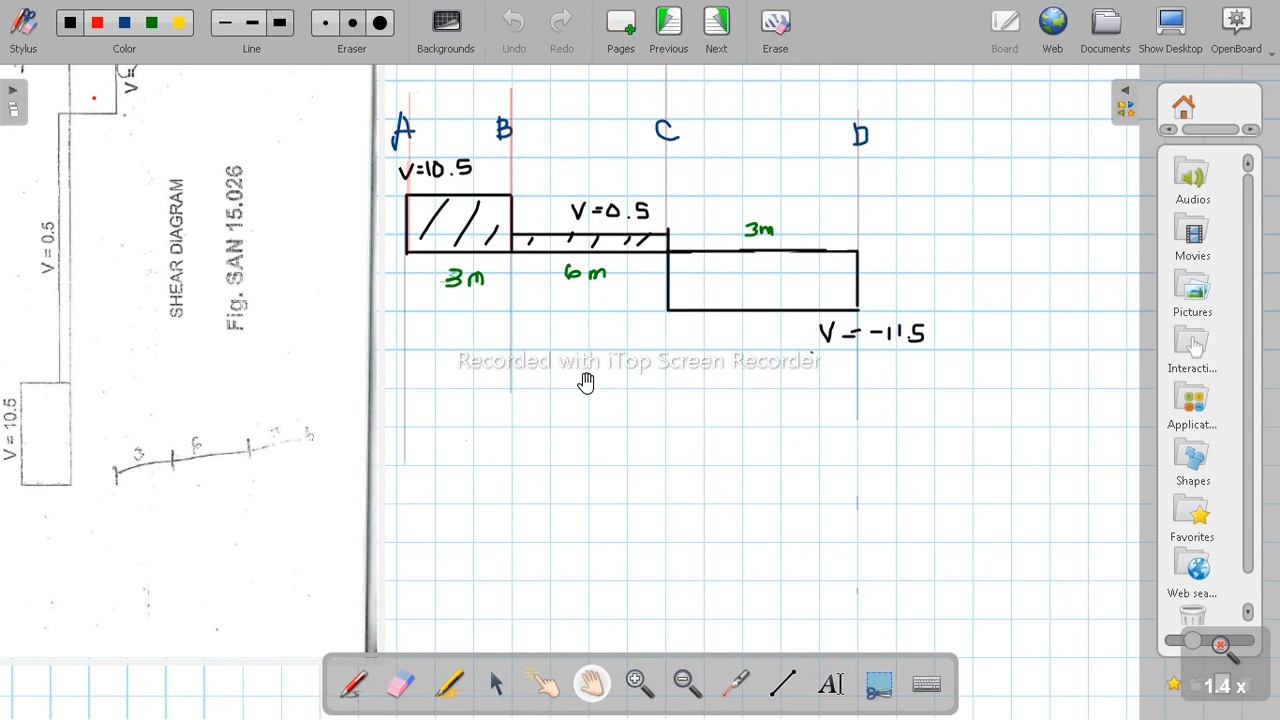 Stylus
Color
Line
Eraser
Backgrounds
Undo
Redo
Pages
Previous
Next
Erase
Board
Web
Documents
Show Desktop
OpenBoard
V = 0.5
V = 10.5
SHEAR DIAGRAM
Fig. SAN 15.026
3
6
A
B
C
D
V=10.5
V=0.5
3m
3m
6m
V = -11.5
Recorded with iTop Screen Recorder
Audios
Movies
Pictures
Interacti...
Applicat...
Shapes
Favorites
Web sea...
1.4 x